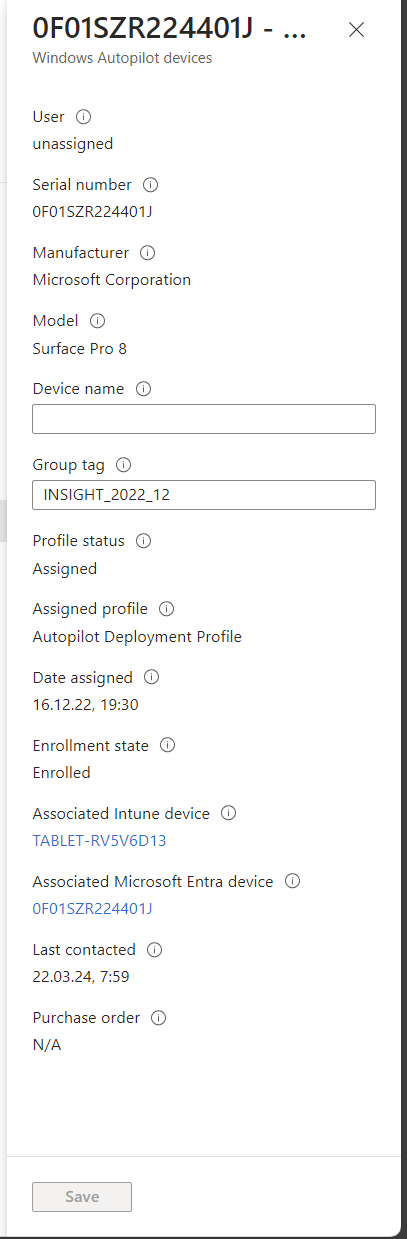 0F01SZR224401J - ...
Windows Autopilot devices
User
unassigned
Serial number
0F01SZR224401J
Manufacturer
Microsoft Corporation
Model
Surface Pro 8
Device name
Group tag
INSIGHT_2022_12
Profile status
Assigned
Assigned profile
Autopilot Deployment Profile
Date assigned
16.12.22, 19:30
Enrollment state
Enrolled
Associated Intune device
TABLET-RV5V6D13
Associated Microsoft Entra device
0F01SZR224401J
Last contacted
22.03.24, 7:59
Purchase order
N/A
Save